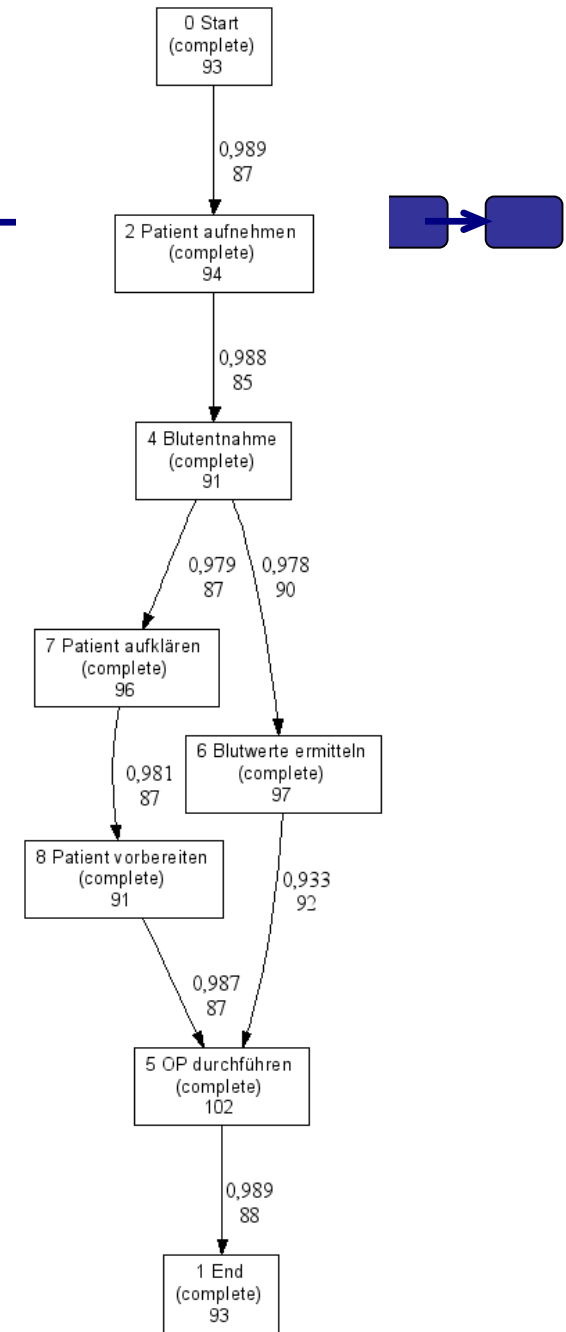 0 Start
(complete)
93
0,989
87
2 Patient aufnehmen
(complete)
94
0,988
85
4 Blutentnahme
(complete)
91
0,979
87
0,978
90
7 Patient aufklären
(complete)
96
6 Blutwerte ermitteln
(complete)
97
0,981
87
8 Patient vorbereiten
(complete)
91
0,933
92
0,987
87
5 OP durchführen
(complete)
102
0,989
88
1 End
(complete)
93